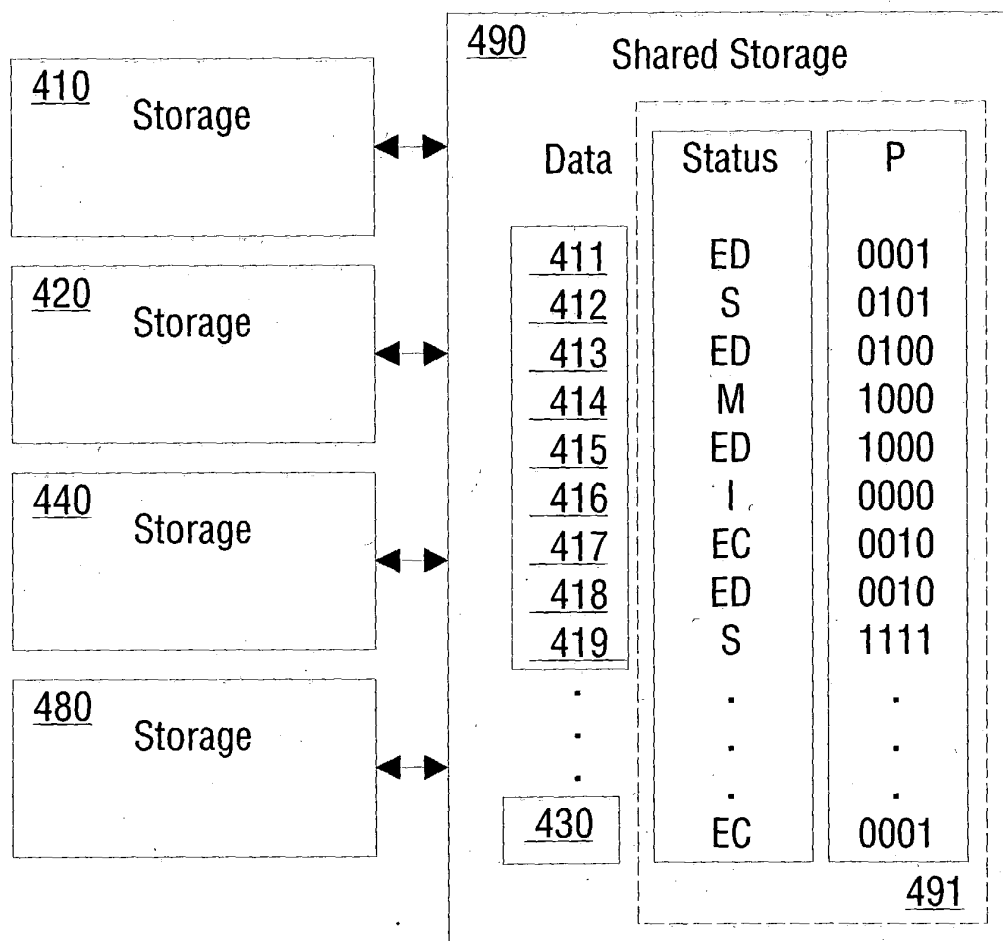 410
Storage
420
Storage
440
Storage
480
Storage
490
Shared Storage
Data Status P
411 ED 0001
412 S 0101
413 ED 0100
414 M 1000
415 ED 1000
416 I 0000
417 EC 0010
418 ED 0010
419 S 1111
430 EC 0001
491